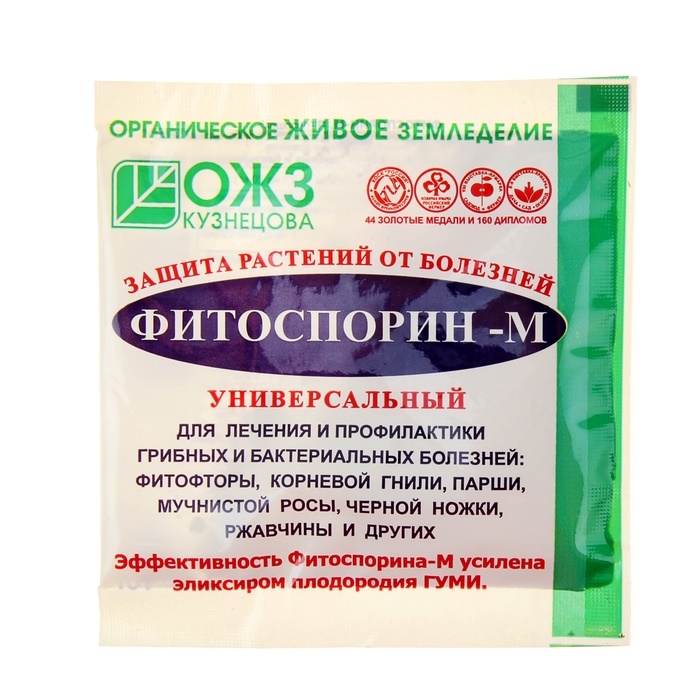 ОРГАНИЧЕСКОЕ ЖИВОЕ ЗЕМЛЕДЕЛИЕ
ОЖЗ
КУЗНЕЦОВА
44 ЗОЛОТЫЕ МЕДАЛИ И 160 ДИПЛОМОВ
ЗАЩИТА РАСТЕНИЙ ОТ БОЛЕЗНЕЙ
ФИТОСПОРИН -М
УНИВЕРСАЛЬНЫЙ
ДЛЯ ЛЕЧЕНИЯ И ПРОФИЛАКТИКИ
ГРИБНЫХ И БАКТЕРИАЛЬНЫХ БОЛЕЗНЕЙ:
ФИТОФТОРЫ, КОРНЕВОЙ ГНИЛИ, ПАРШИ,
МУЧНИСТОЙ РОСЫ, ЧЕРНОЙ НОЖКИ,
РЖАВЧИНЫ И ДРУГИХ
Эффективность Фитоспорина-М усилена
эликсиром плодородия ГУМИ.